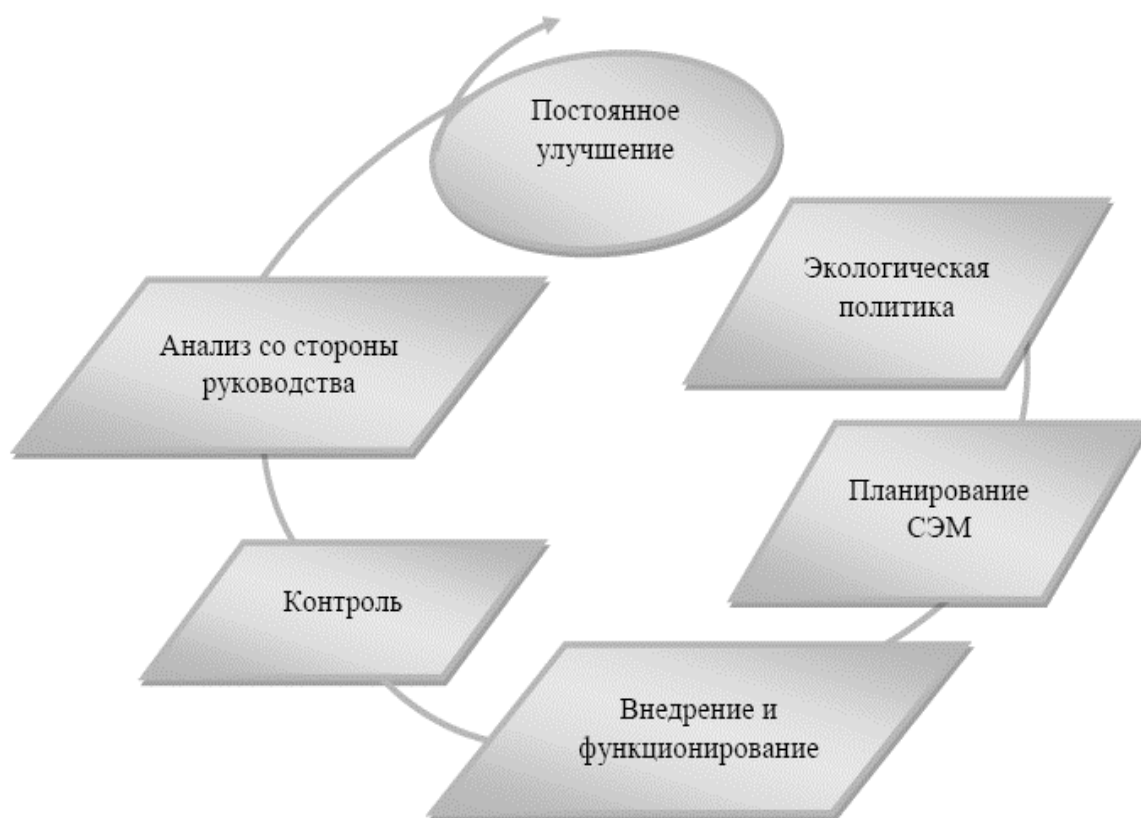 Постоянное
улучшение
Экологическая
политика
Анализ со стороны
руководства
Планирование
СЭМ
Контроль
Внедрение и
функционирование